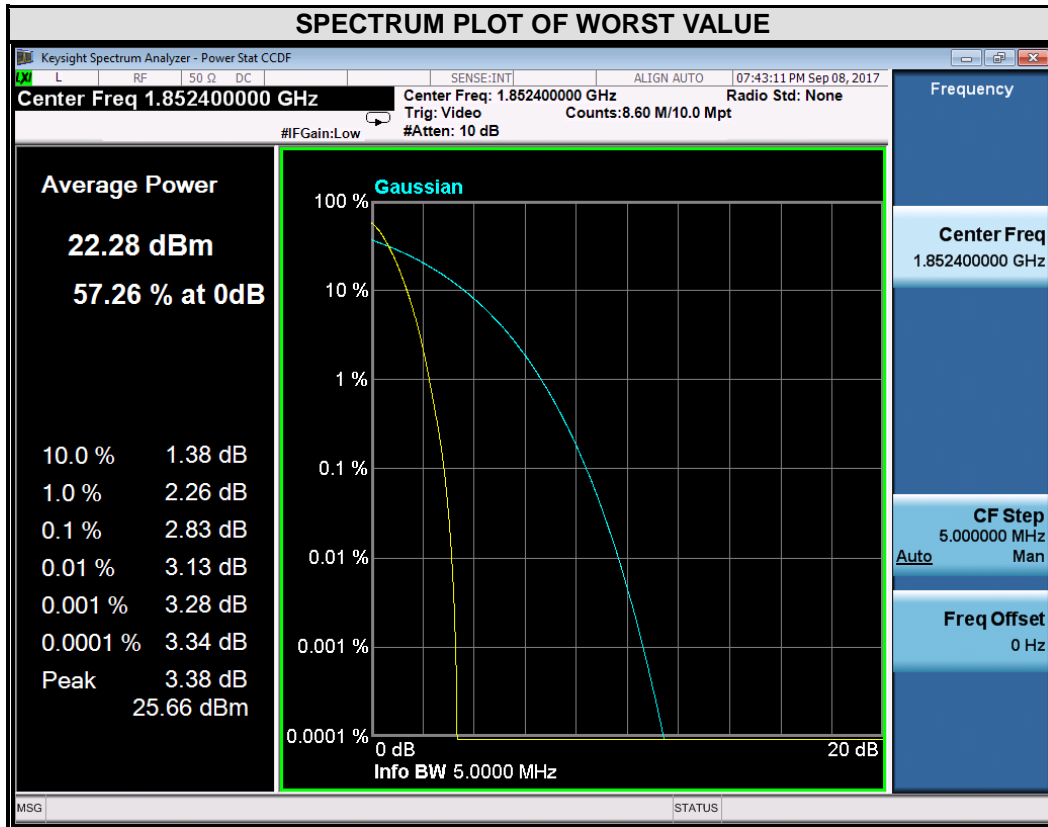 SPECTRUM PLOT OF WORST VALUE
Keysight Spectrum Analyzer - Power Stat CCDF
LXI L RF 50 Ω DC SENSE:INT ALIGN AUTO 07:43:11 PM Sep 08, 2017
Center Freq 1.852400000 GHz
#IFGain:Low
Center Freq: 1.852400000 GHz Radio Std: None
Trig: Video Counts:8.60 M/10.0 Mpt
#Atten: 10 dB
Average Power
22.28 dBm
57.26 % at 0dB
10.0 % 1.38 dB
1.0 % 2.26 dB
0.1 % 2.83 dB
0.01 % 3.13 dB
0.001 % 3.28 dB
0.0001 % 3.34 dB
Peak 3.38 dB
25.66 dBm
Gaussian
100 %
10 %
1 %
0.1 %
0.01 %
0.001 %
0.0001 %
0 dB 20 dB
Info BW 5.0000 MHz
Frequency
Center Freq
1.852400000 GHz
CF Step
5.000000 MHz
Auto Man
Freq Offset
0 Hz
MSG STATUS